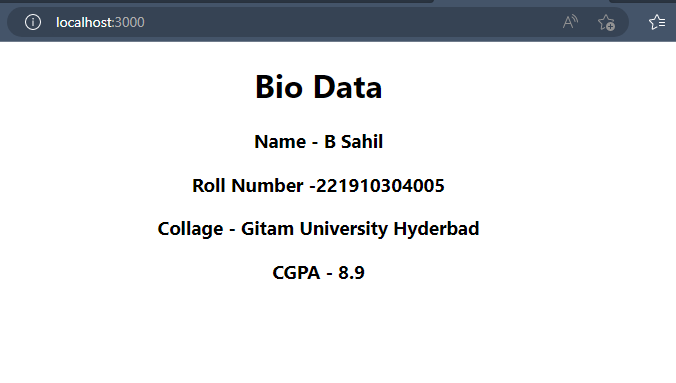 localhost:3000
Bio Data
Name - B Sahil
Roll Number -221910304005
Collage - Gitam University Hyderbad
CGPA - 8.9